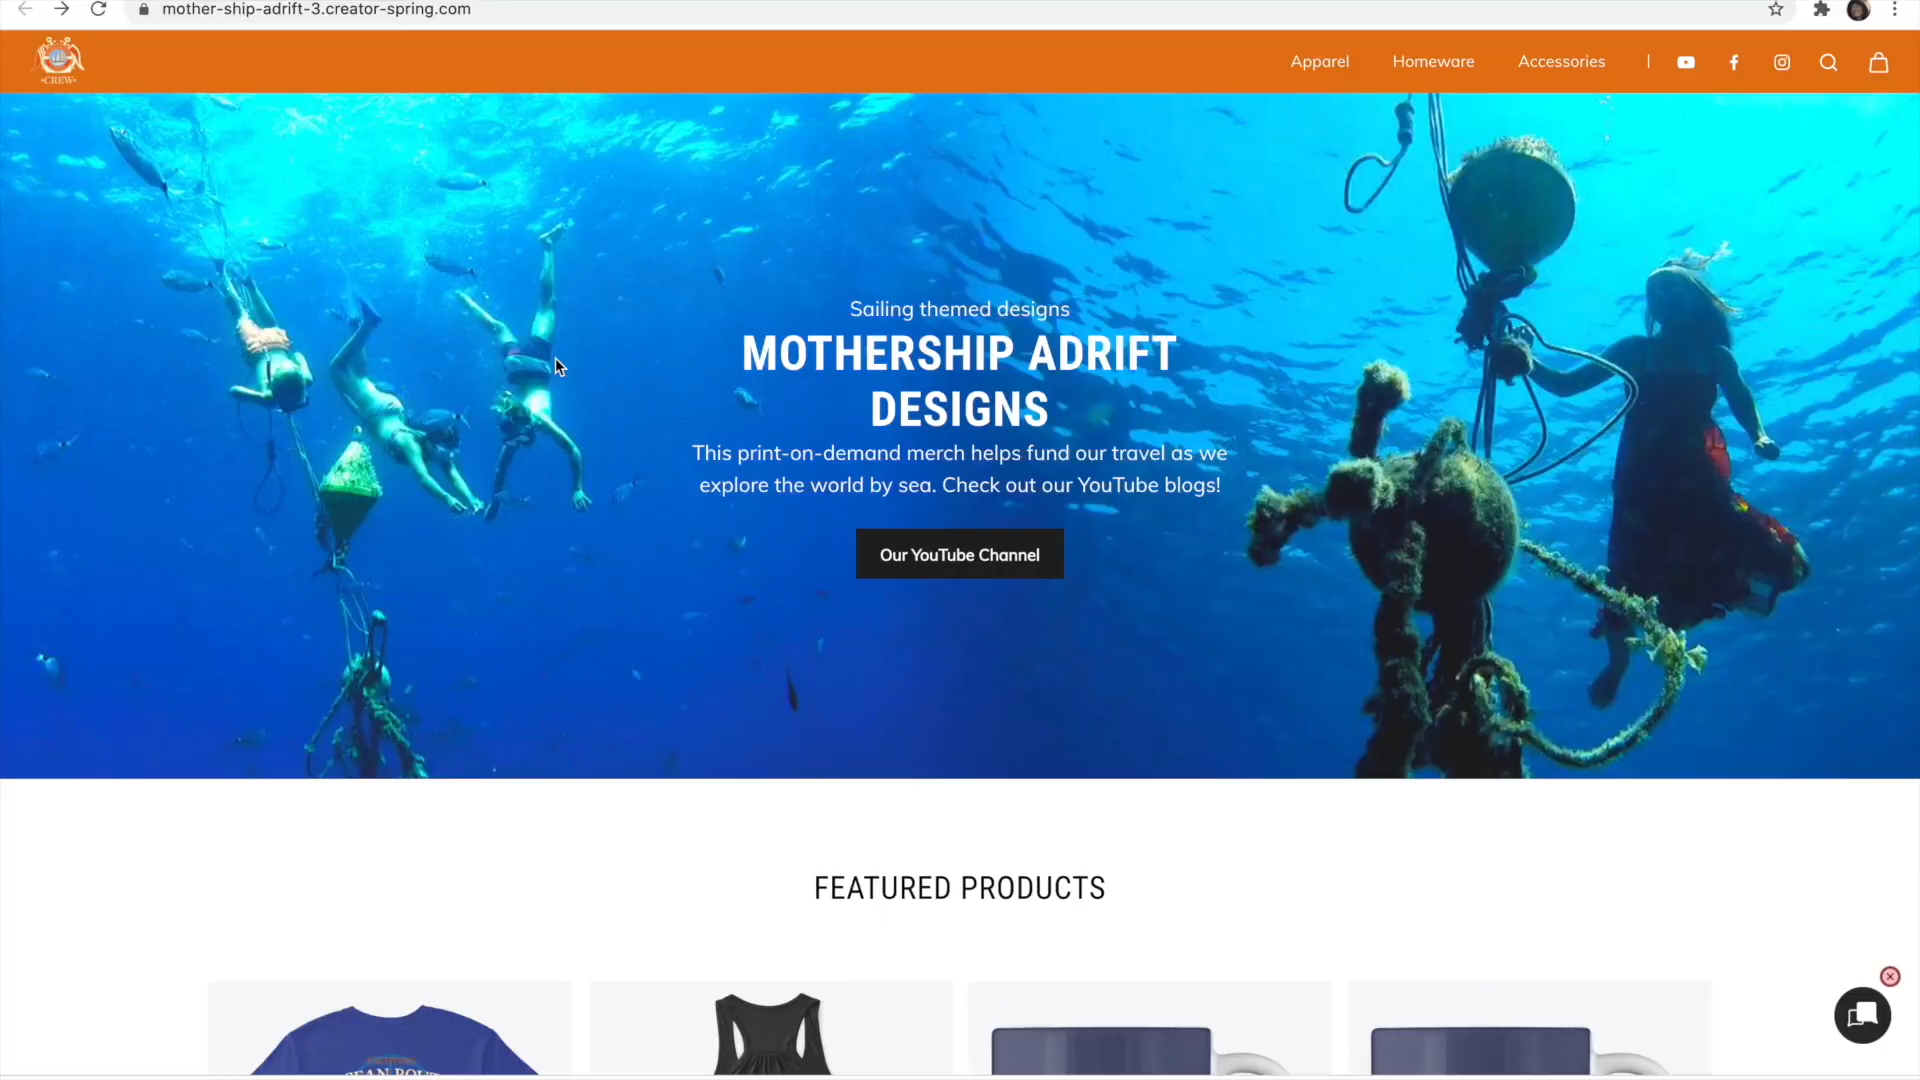 mother-ship-adrift-3.creator-spring.com
CREW
Apparel Homeware Accessories
Sailing themed designs
MOTHERSHIP ADRIFT
DESIGNS
This print-on-demand merch helps fund our travel as we
explore the world by sea. Check out our YouTube blogs!
Our YouTube Channel
FEATURED PRODUCTS